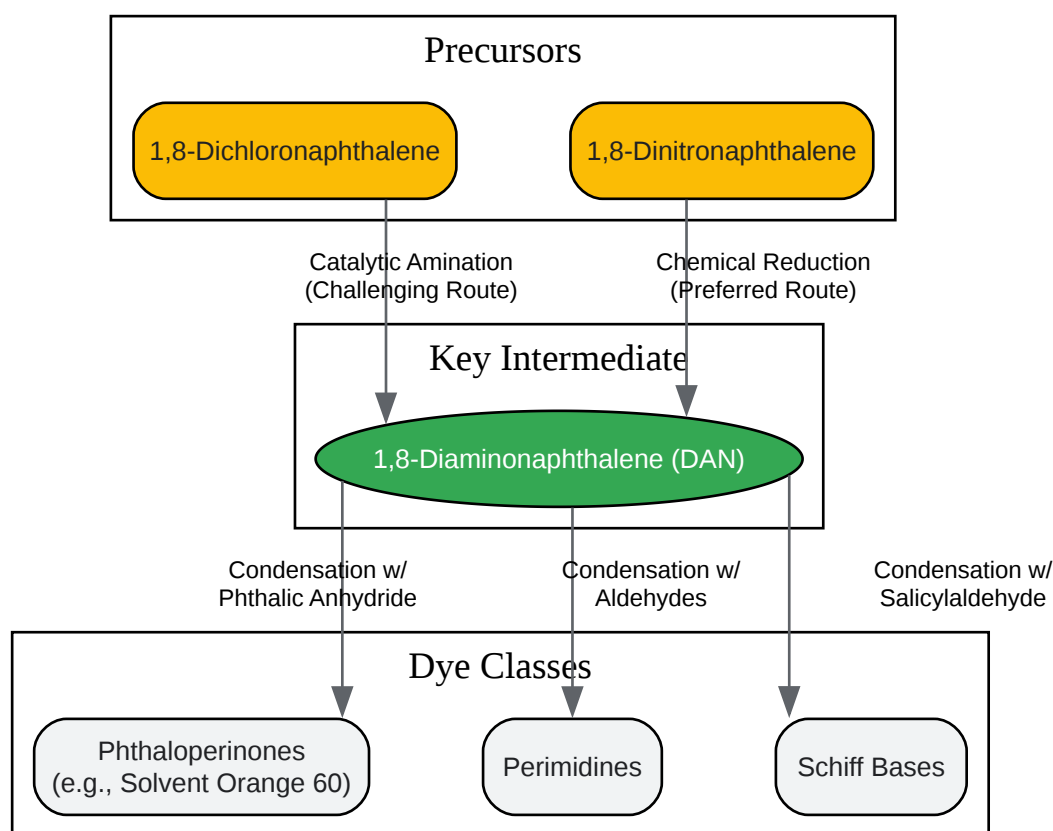 Precursors
1,8-Dichloronaphthalene
1,8-Dinitronaphthalene
Catalytic Amination
(Challenging Route)
Chemical Reduction
(Preferred Route)
Key Intermediate
1,8-Diaminonaphthalene (DAN)
Condensation w/
Phthalic Anhydride
Condensation w/
Aldehydes
Condensation w/
Salicylaldehyde
Dye Classes
Phthaloperinones
(e.g., Solvent Orange 60)
Perimidines
Schiff Bases